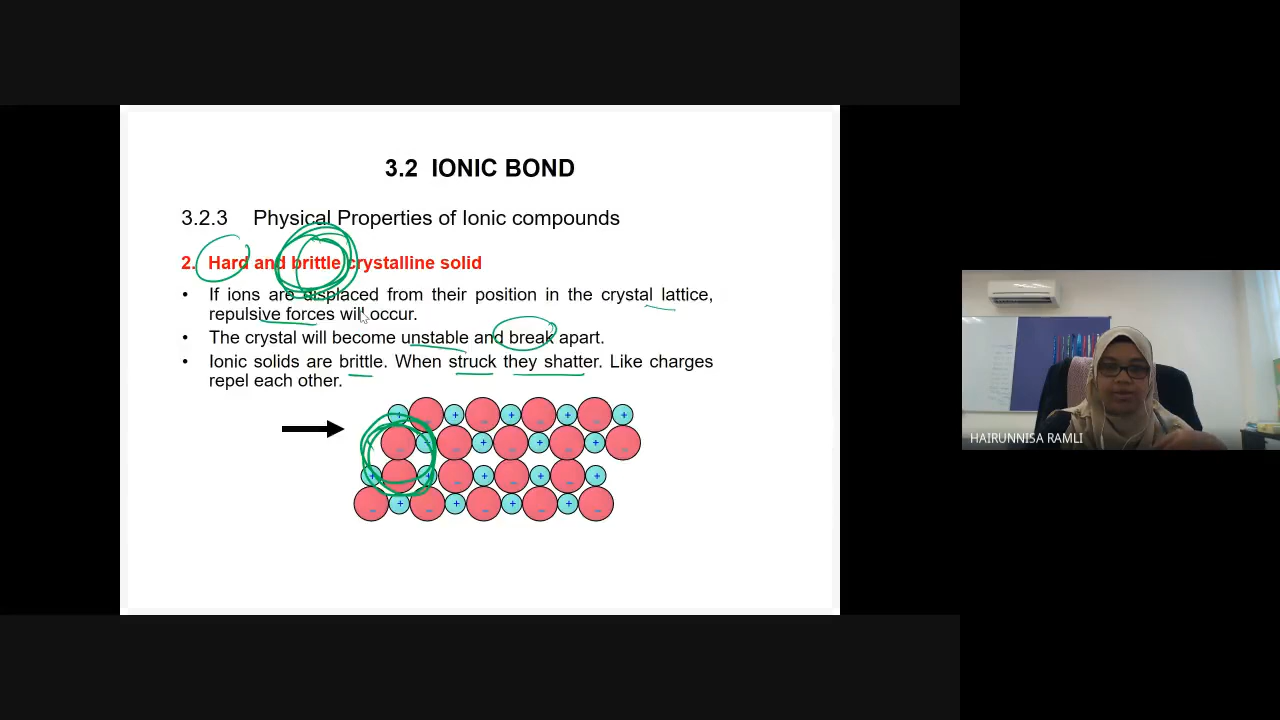 3.2 IONIC BOND
3.2.3 Physical Properties of Ionic compounds
2. Hard and brittle crystalline solid
• If ions are displaced from their position in the crystal lattice,
repulsive forces will occur.
• The crystal will become unstable and break apart.
• Ionic solids are brittle. When struck they shatter. Like charges
repel each other.
+ - + - + - + - +
- + - + - + - + -
+ - + - + - + - +
- + - + - + - + -
HAIRUNNISA RAMLI